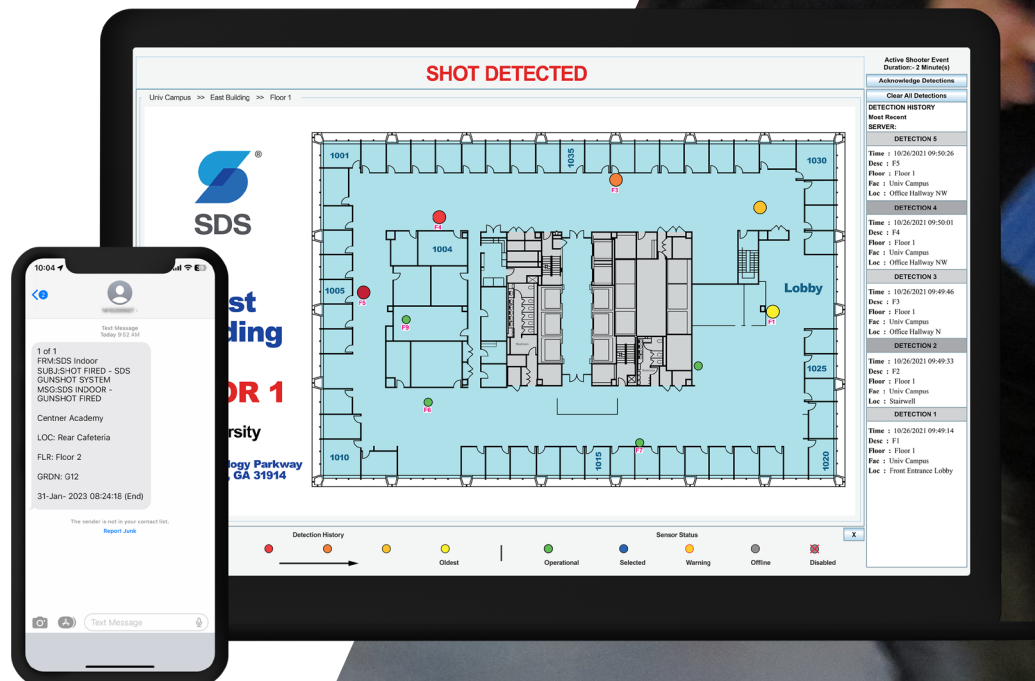 SHOT DETECTED
Univ Campus >> East Building >> Floor 1
SDS
®
st
ding
OR 1
rsity
logy Parkway
, GA 31914
1001
1035
1030
F3
F4
1004
1005
F5
F9
Lobby
F1
1025
F6
F7
1010
1015
1020
Detection History
Sensor Status
X
Oldest
Operational
Selected
Warning
Offline
Disabled
Active Shooter Event
Duration:- 2 Minute(s)
Acknowledge Detections
Clear All Detections
DETECTION HISTORY
Most Recent
SERVER:
DETECTION 5
Time : 10/26/2021 09:50:26
Desc : F5
Floor : Floor 1
Fac : Univ Campus
Loc : Office Hallway NW
DETECTION 4
Time : 10/26/2021 09:50:01
Desc : F4
Floor : Floor 1
Fac : Univ Campus
Loc : Office Hallway NW
DETECTION 3
Time : 10/26/2021 09:49:46
Desc : F3
Floor : Floor 1
Fac : Univ Campus
Loc : Office Hallway N
DETECTION 2
Time : 10/26/2021 09:49:33
Desc : F2
Floor : Floor 1
Fac : Univ Campus
Loc : Stairwell
DETECTION 1
Time : 10/26/2021 09:49:14
Desc : F1
Floor : Floor 1
Fac : Univ Campus
Loc : Front Entrance Lobby
10:04
2
Text Message
Today 9:52 AM
1 of 1
FRM:SDS Indoor
SUBJ:SHOT FIRED - SDS
GUNSHOT SYSTEM
MSG:SDS INDOOR -
GUNSHOT FIRED
Centner Academy
LOC: Rear Cafeteria
FLR: Floor 2
GRDN: G12
31-Jan- 2023 08:24:18 (End)
The sender is not in your contact list.
Report Junk
Text Message